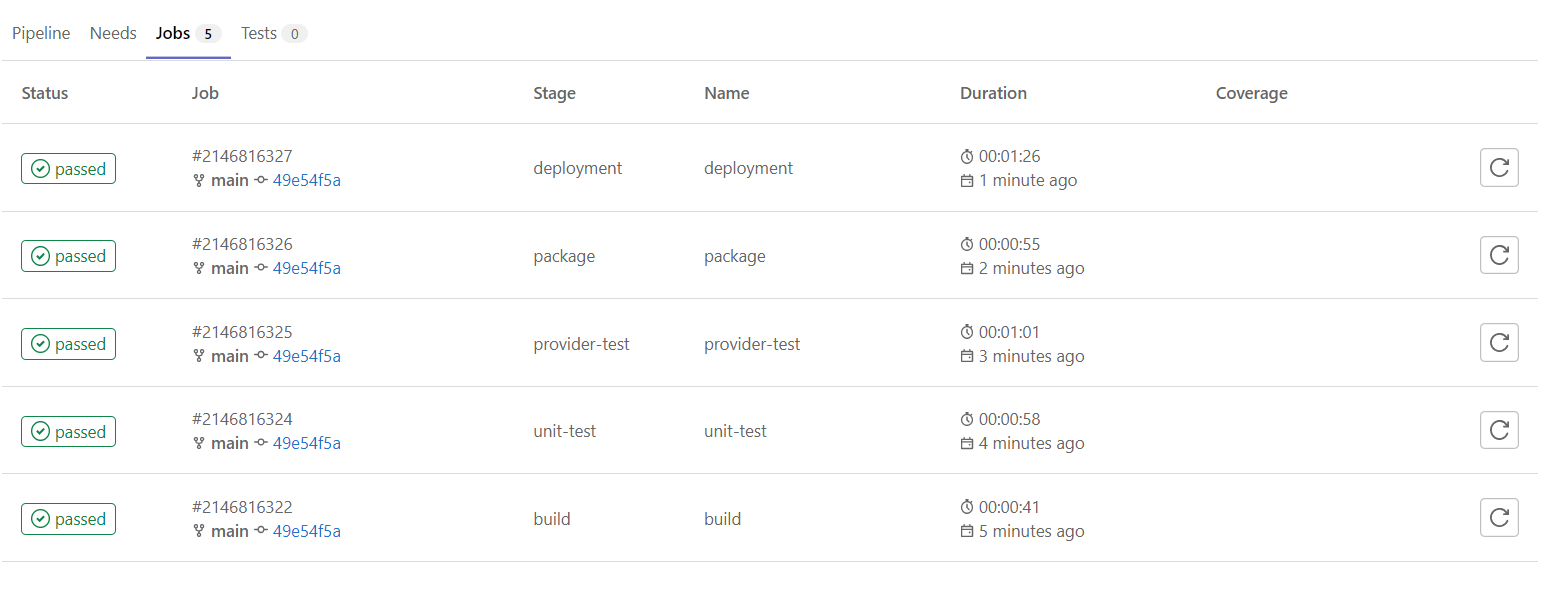 Pipeline Needs Jobs 5 Tests 0
Status Job Stage Name Duration Coverage
passed #2146816327 deployment deployment 00:01:26
main 49e54f5a 1 minute ago
passed #2146816326 package package 00:00:55
main 49e54f5a 2 minutes ago
passed #2146816325 provider-test provider-test 00:01:01
main 49e54f5a 3 minutes ago
passed #2146816324 unit-test unit-test 00:00:58
main 49e54f5a 4 minutes ago
passed #2146816322 build build 00:00:41
main 49e54f5a 5 minutes ago